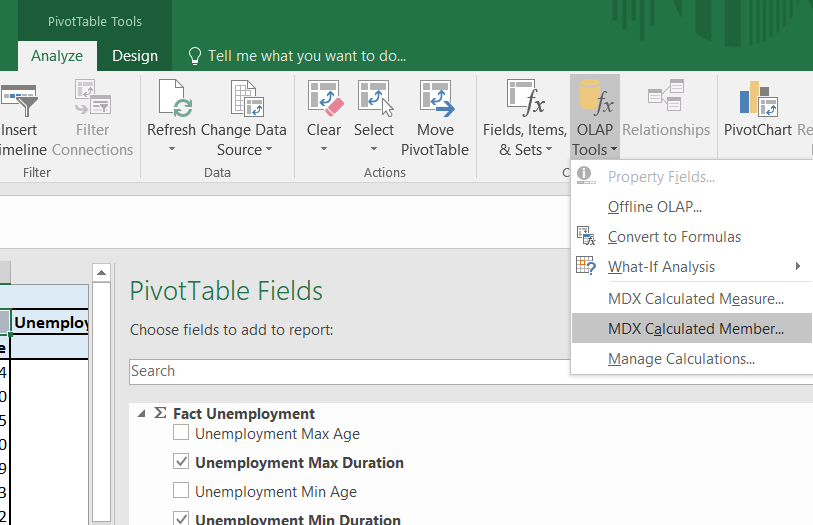 PivotTable Tools
Analyze
Design
Tell me what you want to do...
Insert
Timeline
Filter
Connections
Refresh
Change Data
Source
Clear
Select
Move
PivotTable
Fields, Items,
& Sets
OLAP
Tools
Relationships
PivotChart
Re
Filter
Data
Actions
C
Property Fields...
Offline OLAP...
Convert to Formulas
What-If Analysis
MDX Calculated Measure...
MDX Calculated Member...
Manage Calculations...
PivotTable Fields
Choose fields to add to report:
Search
Unemploy
e
4
0
5
0
9
3
2
Σ Fact Unemployment
Unemployment Max Age
Unemployment Max Duration
Unemployment Min Age
Unemployment Min Duration